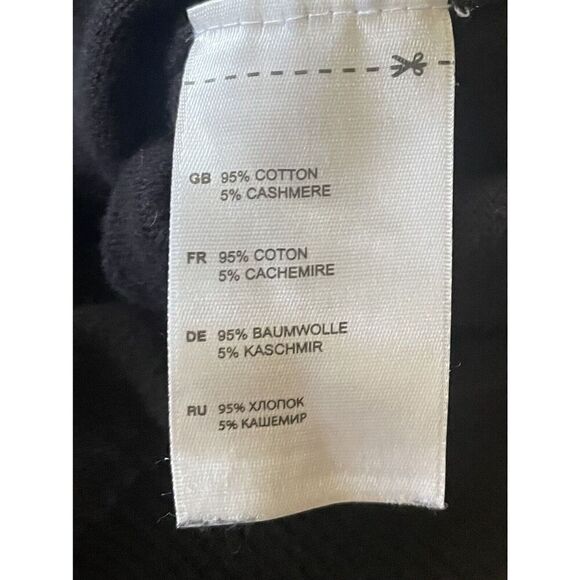 GB 95% COTTON
5% CASHMERE
FR 95% COTON
5% CACHEMIRE
DE 95% BAUMWOLLE
5% KASCHMIR
RU 95% ХЛОПОК
5% КАШЕМИР